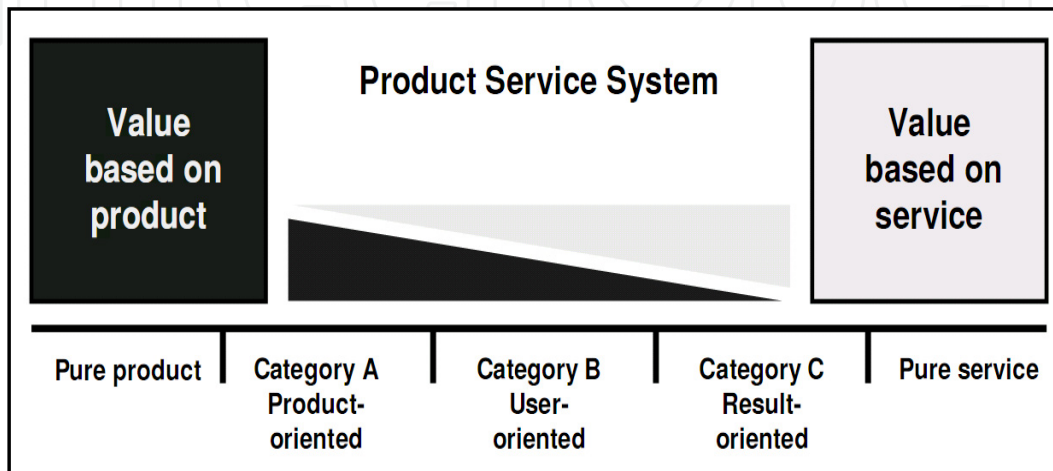 Product Service System
Value
based on
product
Value
based on
service
Pure product
Category A
Product-
oriented
Category B
User-
oriented
Category C
Result-
oriented
Pure service